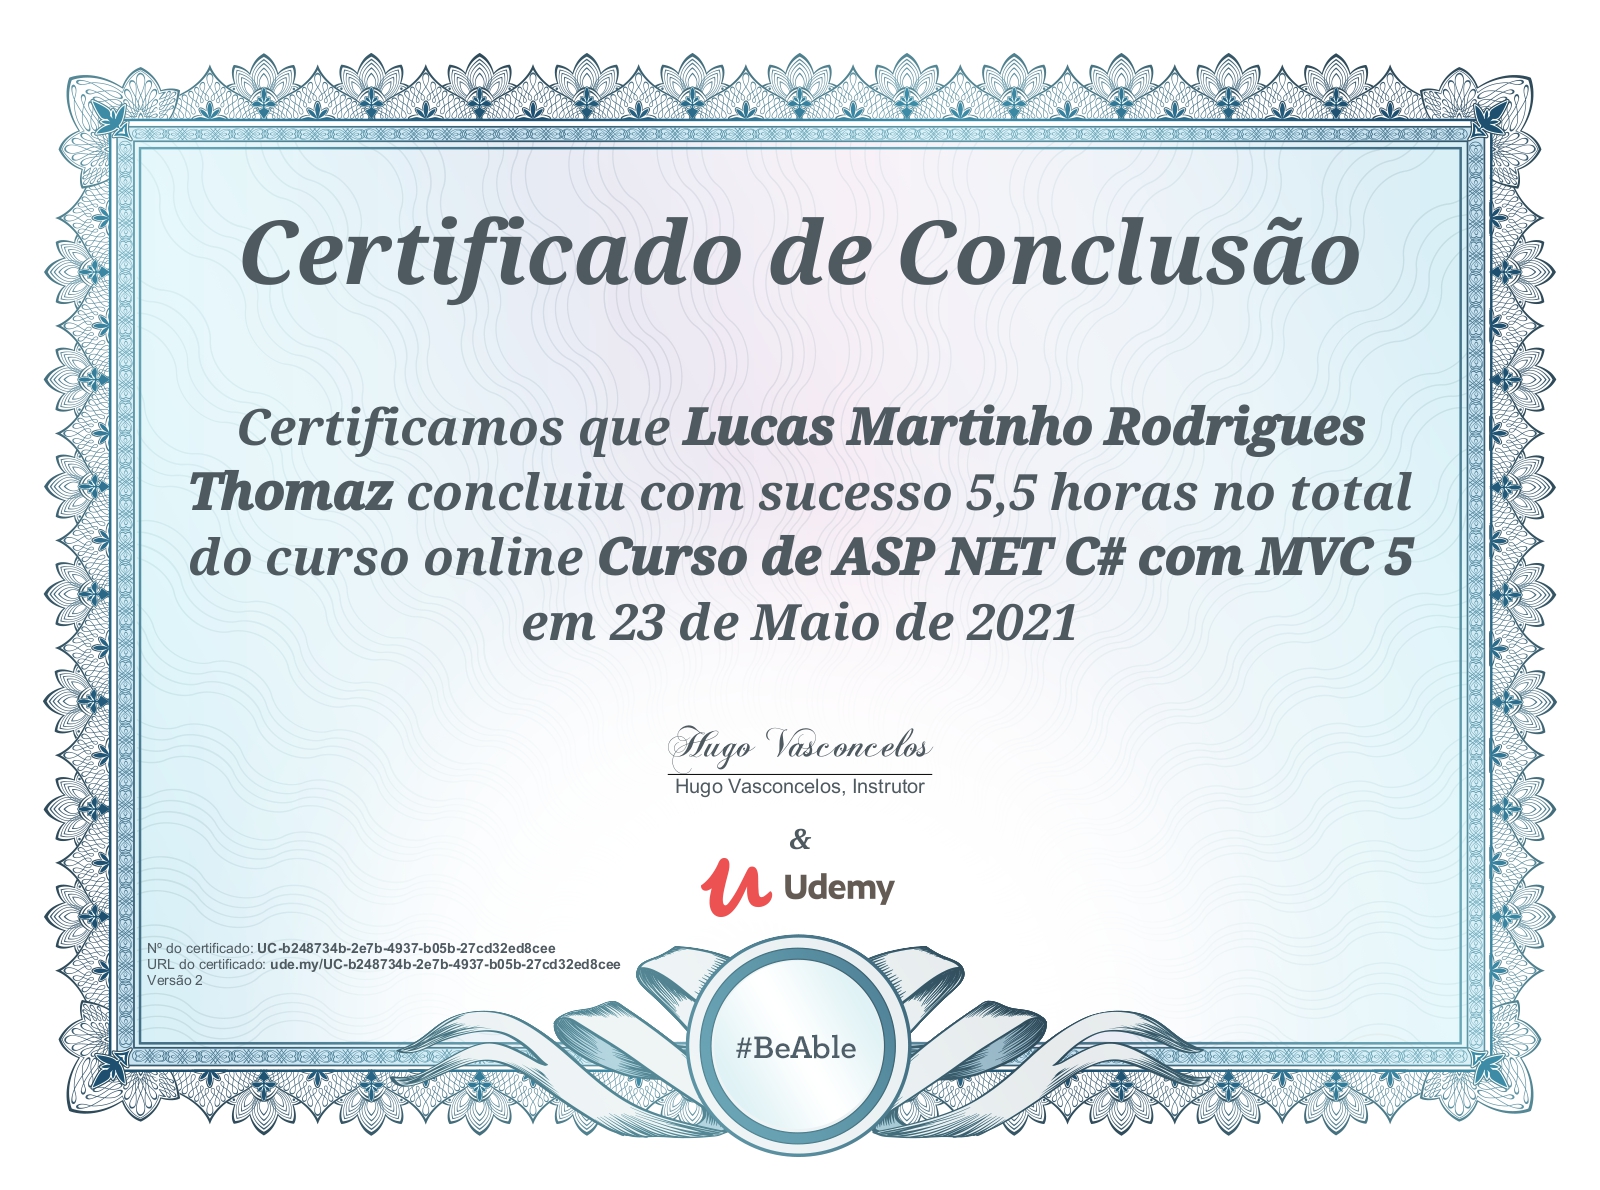 Certificado de Conclusão
Certificamos que Lucas Martinho Rodrigues
Thomaz concluiu com sucesso 5,5 horas no total
do curso online Curso de ASP NET C# com MVC 5
em 23 de Maio de 2021
Hugo Vasconcelos
Hugo Vasconcelos, Instrutor
&
Udemy
Nº do certificado: UC-b248734b-2e7b-4937-b05b-27cd32ed8cee
URL do certificado: ude.my/UC-b248734b-2e7b-4937-b05b-27cd32ed8cee
Versão 2
#BeAble